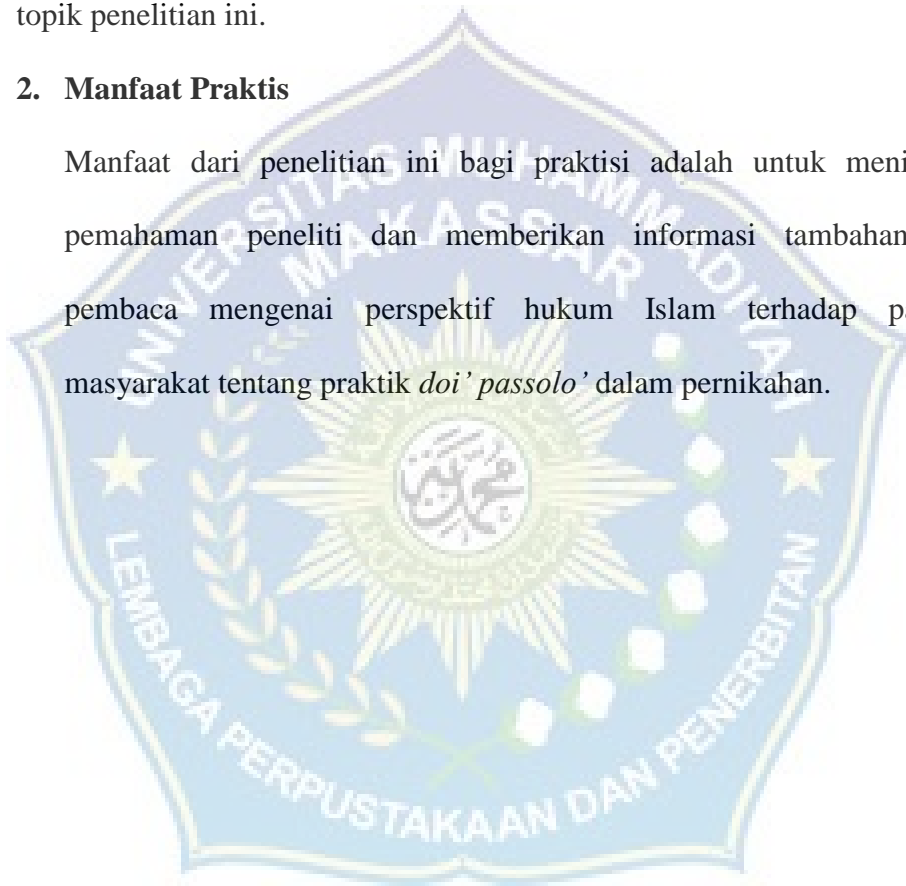 topik penelitian ini.
2. Manfaat Praktis
Manfaat dari penelitian ini bagi praktisi adalah untuk
pemahaman peneliti dan memberikan informasi tambahan
pembaca mengenai perspektif hukum Islam terhadap
masyarakat tentang praktik doi’ passolo’ dalam pernikahan.
UNIVERSITAS MUHAMMADIYAH
MAKASSAR
LEMBAGA PERPUSTAKAAN DAN PENERBITAN